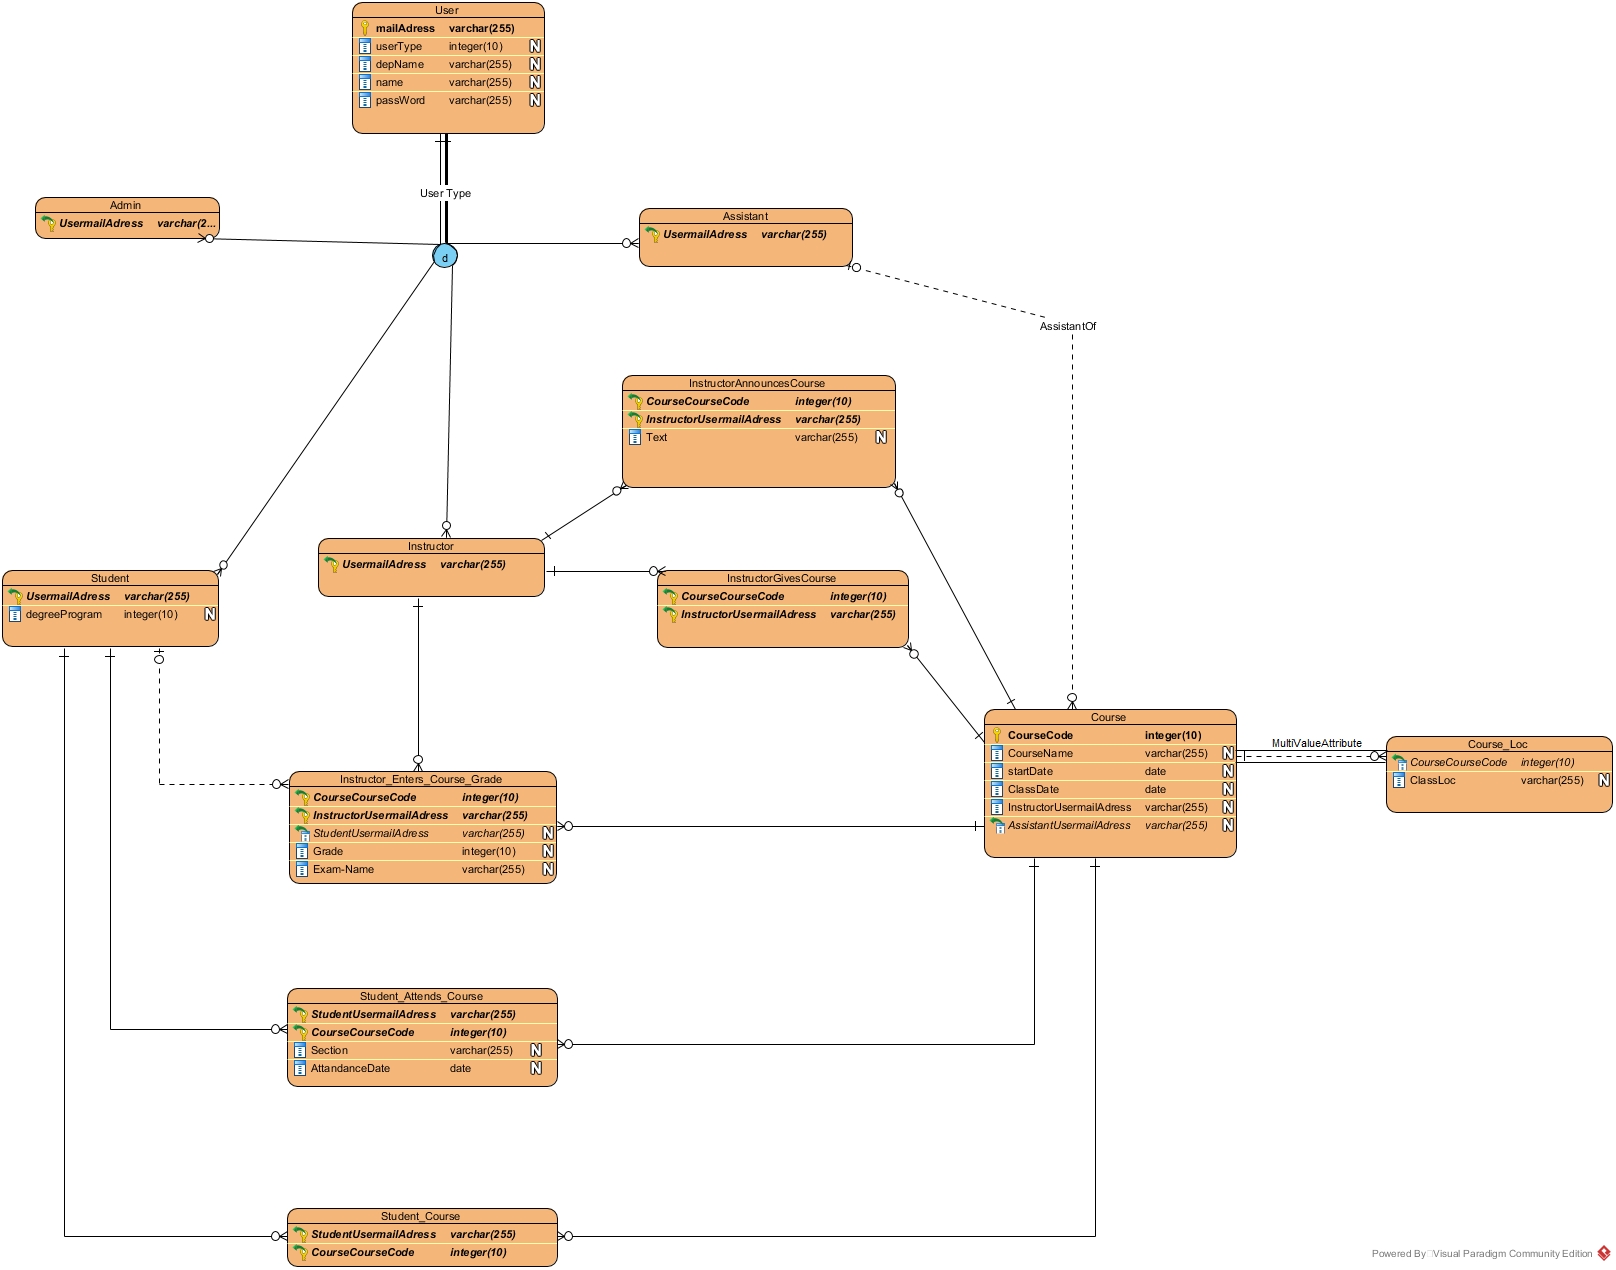 User
mailAdress varchar(255)
userType integer(10) N
depName varchar(255) N
name varchar(255) N
passWord varchar(255) N
User Type
Admin
UsermailAdress varchar(2...
d
Assistant
UsermailAdress varchar(255)
AssistantOf
InstructorAnnouncesCourse
CourseCourseCode integer(10)
InstructorUsermailAdress varchar(255)
Text varchar(255) N
Instructor
UsermailAdress varchar(255)
Student
UsermailAdress varchar(255)
degreeProgram integer(10) N
InstructorGivesCourse
CourseCourseCode integer(10)
InstructorUsermailAdress varchar(255)
Course
CourseCode integer(10)
CourseName varchar(255) N
startDate date N
ClassDate date N
InstructorUsermailAdress varchar(255) N
AssistantUsermailAdress varchar(255) N
MultiValueAttribute
Course_Loc
CourseCourseCode integer(10)
ClassLoc varchar(255) N
Instructor_Enters_Course_Grade
CourseCourseCode integer(10)
InstructorUsermailAdress varchar(255)
StudentUsermailAdress varchar(255) N
Grade integer(10) N
Exam-Name varchar(255) N
Student_Attends_Course
StudentUsermailAdress varchar(255)
CourseCourseCode integer(10)
Section varchar(255) N
AttandanceDate date N
Student_Course
StudentUsermailAdress varchar(255)
CourseCourseCode integer(10)
Powered By Visual Paradigm Community Edition